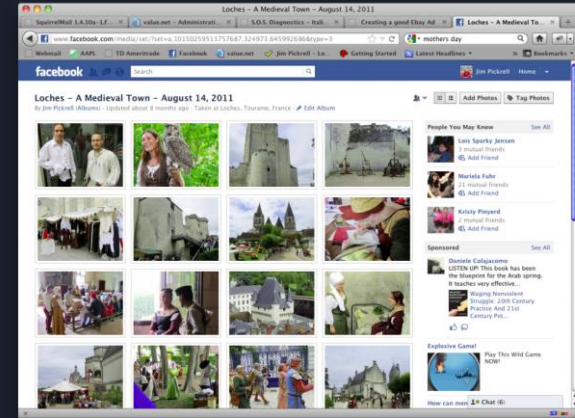 Loches – A Medieval Town – August 14, 2011
SquirrelMail 1.4.10a-1.f...
value.net – Administrati...
S.O.S. Diagnostics – Itali...
Creating a good Ebay Ad
Loches – A Medieval To...
www.facebook.com/media/set/?set=a.10150259511757687.324973.645992686&type=3
mothers day
Webmail
AAPL
TD Ameritrade
Facebook
value.net
Jim Pickrell – Lo...
Getting Started
Latest Headlines
Bookmarks
facebook
Search
Jim Pickrell
Home
Loches – A Medieval Town – August 14, 2011
By Jim Pickrell (Albums) · Updated about 8 months ago · Taken at Loches, Touraine, France · Edit Album
Add Photos
Tag Photos
People You May Know
See All
Lois Sparky Jensen
3 mutual friends
Add Friend
Mariela Fuhr
21 mutual friends
Add Friend
Kristy Pinyerd
2 mutual friends
Add Friend
Sponsored
See All
Daniele Colajacomo
LISTEN UP! This book has been
the blueprint for the Arab spring.
It teaches very effective...
Waging Nonviolent
Struggle: 20th Century
Practice And 21st
Century Pot...
Explosive Game!
Play This Wild Game
NOW!
How can men
Chat (6)